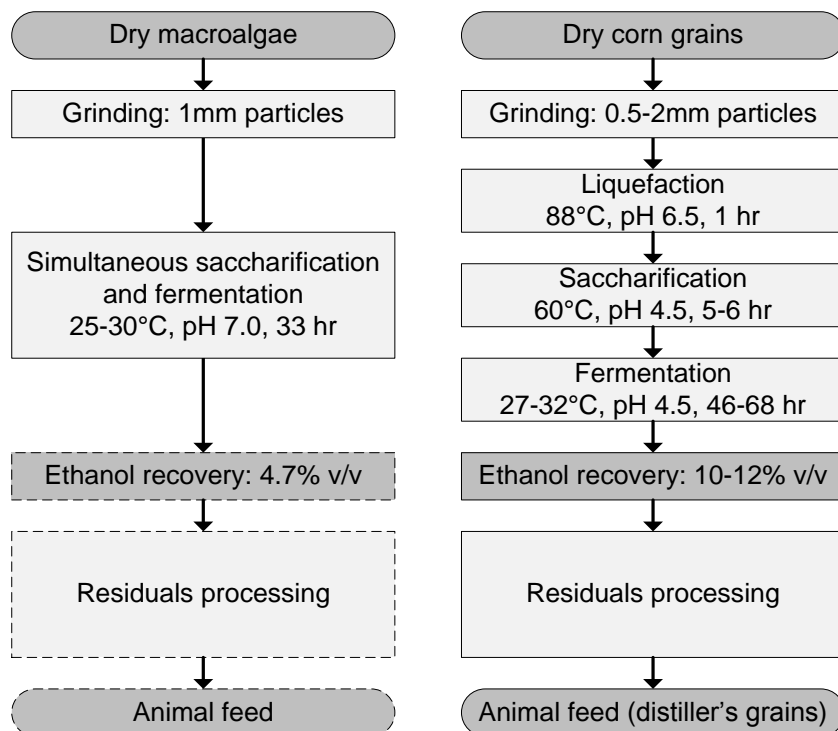 Dry macroalgae
Grinding: 1mm particles
Simultaneous saccharification
and fermentation
25-30°C, pH 7.0, 33 hr
Ethanol recovery: 4.7% v/v
Residuals processing
Animal feed
Dry corn grains
Grinding: 0.5-2mm particles
Liquefaction
88°C, pH 6.5, 1 hr
Saccharification
60°C, pH 4.5, 5-6 hr
Fermentation
27-32°C, pH 4.5, 46-68 hr
Ethanol recovery: 10-12% v/v
Residuals processing
Animal feed (distiller's grains)